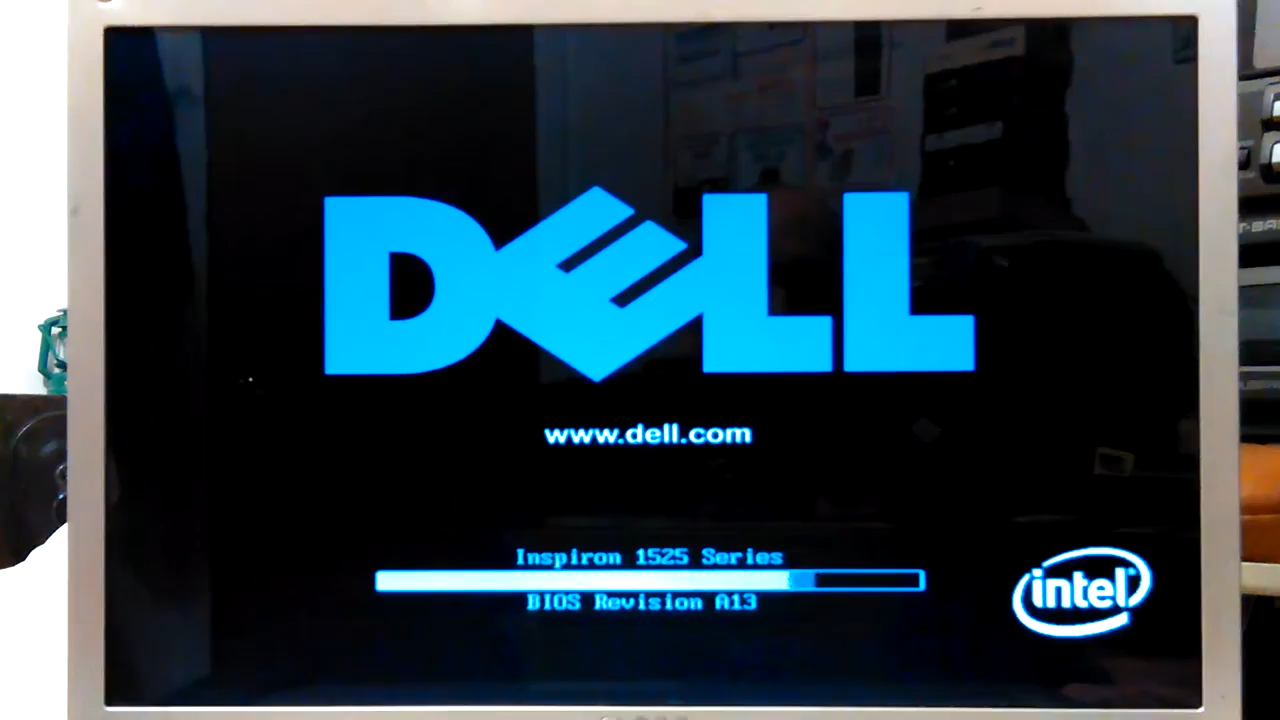 DELL
www.dell.com
Inspiron 1525 Series
BIOS Revision A13
intel